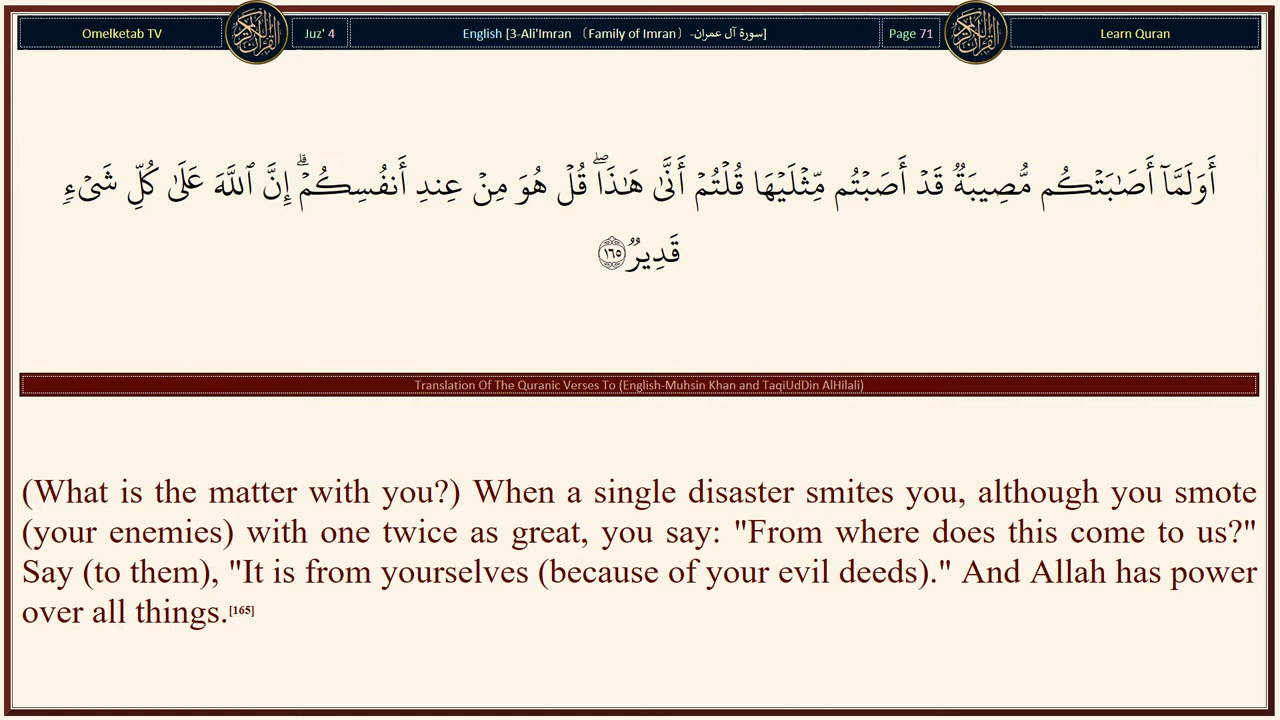 Omelketab TV
Juz' 4
English [3-Ali'Imran 〔Family of Imran〕 -سورة آل عمران]
Page 71
Learn Quran
أَوَلَمَّآ أَصَـٰبَتۡكُم مُّصِيبَةٌ قَدۡ أَصَبۡتُم مِّثۡلَيۡهَا قُلۡتُمۡ أَنَّىٰ هَـٰذَاۖ قُلۡ هُوَ مِنۡ عِندِ أَنفُسِكُمۡۗ إِنَّ ٱللَّهَ عَلَىٰ كُلِّ شَىۡءٍ
قَدِيرٌ ١٦٥
Translation Of The Quranic Verses To (English-Muhsin Khan and TaqiUdDin AlHilali)
(What is the matter with you?) When a single disaster smites you, although you smote
(your enemies) with one twice as great, you say: "From where does this come to us?"
Say (to them), "It is from yourselves (because of your evil deeds)." And Allah has power
over all things.[165]